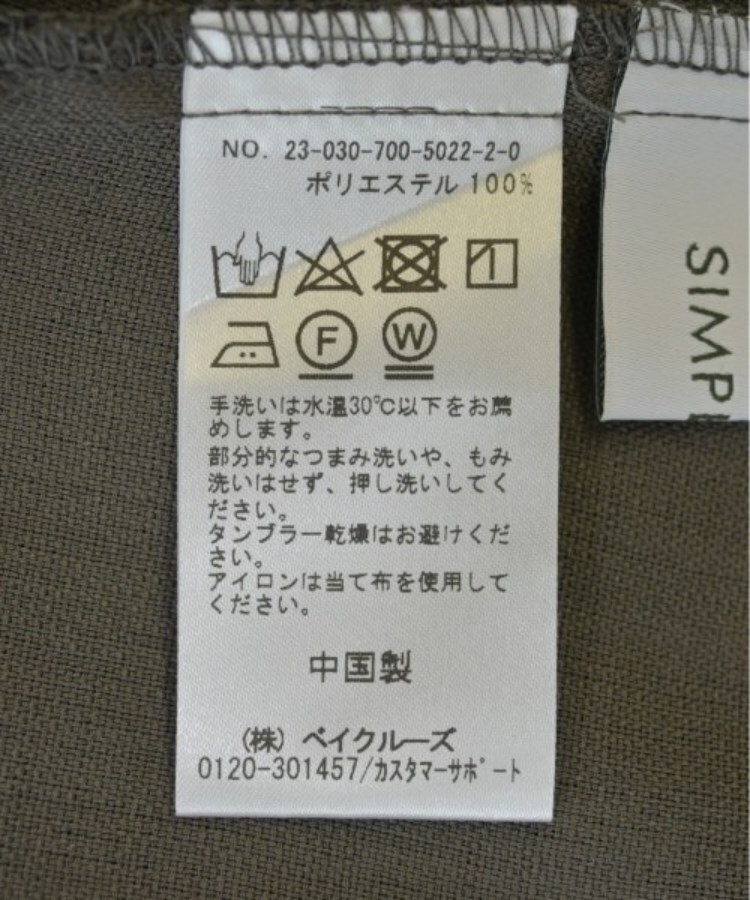 NO. 23-030-700-5022-2-0
ポリエステル 100%
F
W
手洗いは水温30℃以下をお薦
めします。
部分的なつまみ洗いや、もみ
洗いはせず、押し洗いしてく
ださい。
タンブラー乾燥はお避けくだ
さい。
アイロンは当て布を使用して
ください。
中国製
(株) ベイクルーズ
0120-301457/カスタマーサポート
SIMP